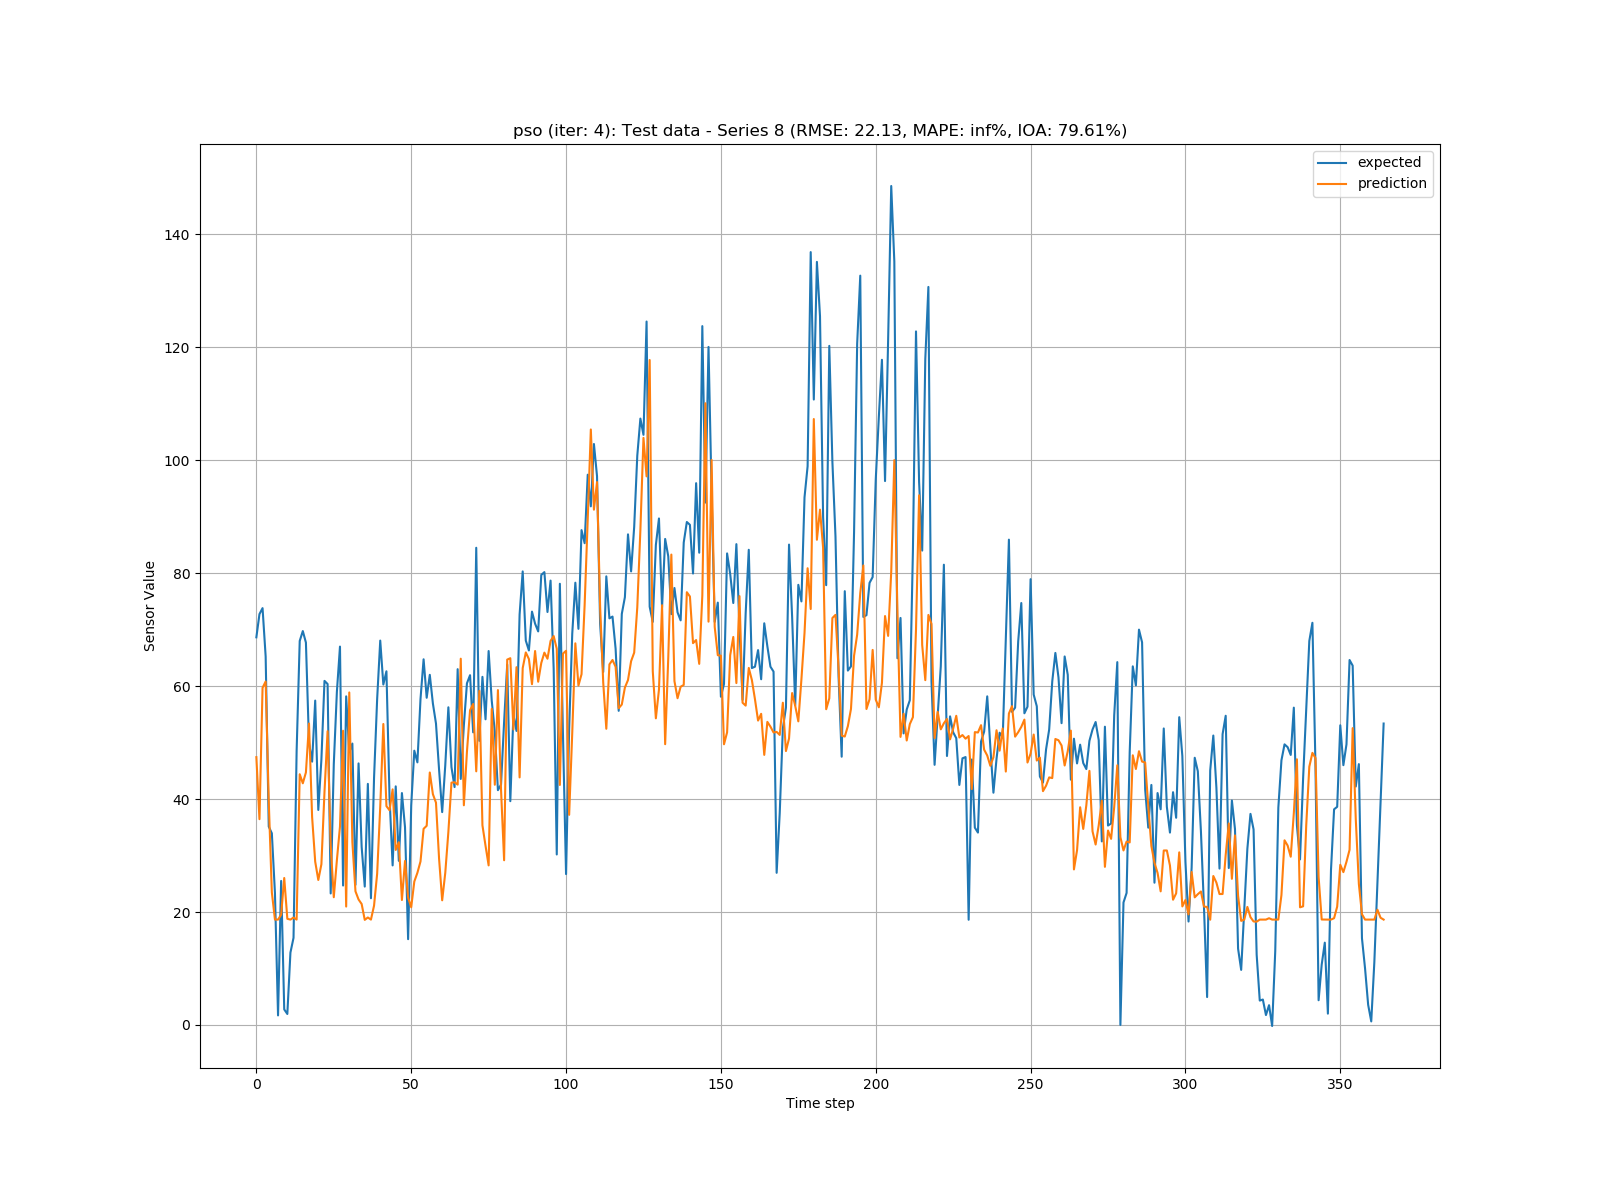 pso (iter: 4): Test data - Series 8 (RMSE: 22.13, MAPE: inf%, IOA: 79.61%)
expected
prediction
140
120
100
80
60
40
20
0
Sensor Value
0 50 100 150 200 250 300 350
Time step